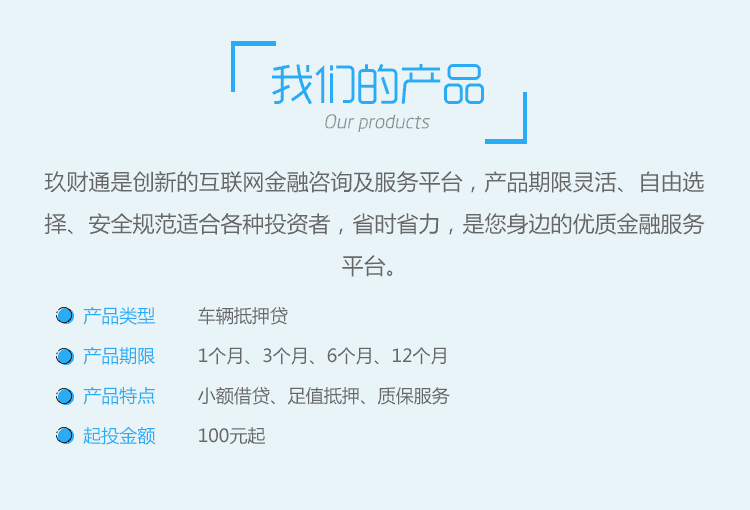 我们的产品
Our products
玖财通是创新的互联网金融咨询及服务平台，产品期限灵活、自由选
择、安全规范适合各种投资者，省时省力，是您身边的优质金融服务
平台。
产品类型 车辆抵押贷
产品期限 1个月、3个月、6个月、12个月
产品特点 小额借贷、足值抵押、质保服务
起投金额 100元起